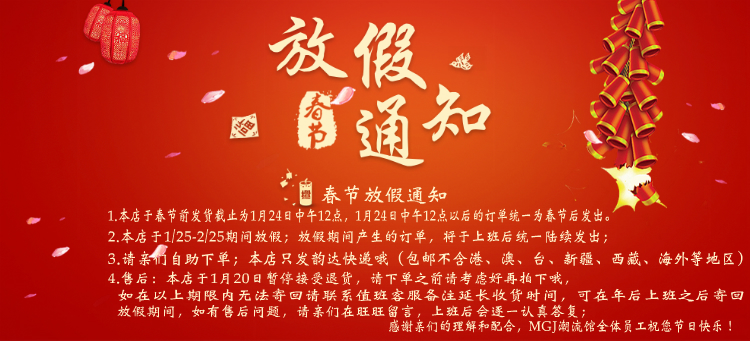 放假
春节
通知
福
春节放假通知
1.本店于春节前发货截止为1月24日中午12点,1月24日中午12点以后的订单统一为春节后发出。
2.本店于1/25-2/25期间放假;放假期间产生的订单,将于上班后统一陆续发出;
3.请亲们自助下单;本店只发韵达快递哦(包邮不含港、澳、台、新疆、西藏、海外等地区)
4.售后:本店于1月20日暂停接受退货,请下单之前请考虑好再拍下哦,
如在以上期限内无法寄回请联系值班客服备注延长收货时间,可在年后上班之后寄回
放假期间,如有售后问题,请亲们在旺旺留言,上班后会逐一认真答复;
感谢亲们的理解和配合,MGJ潮流馆全体员工祝您节日快乐!